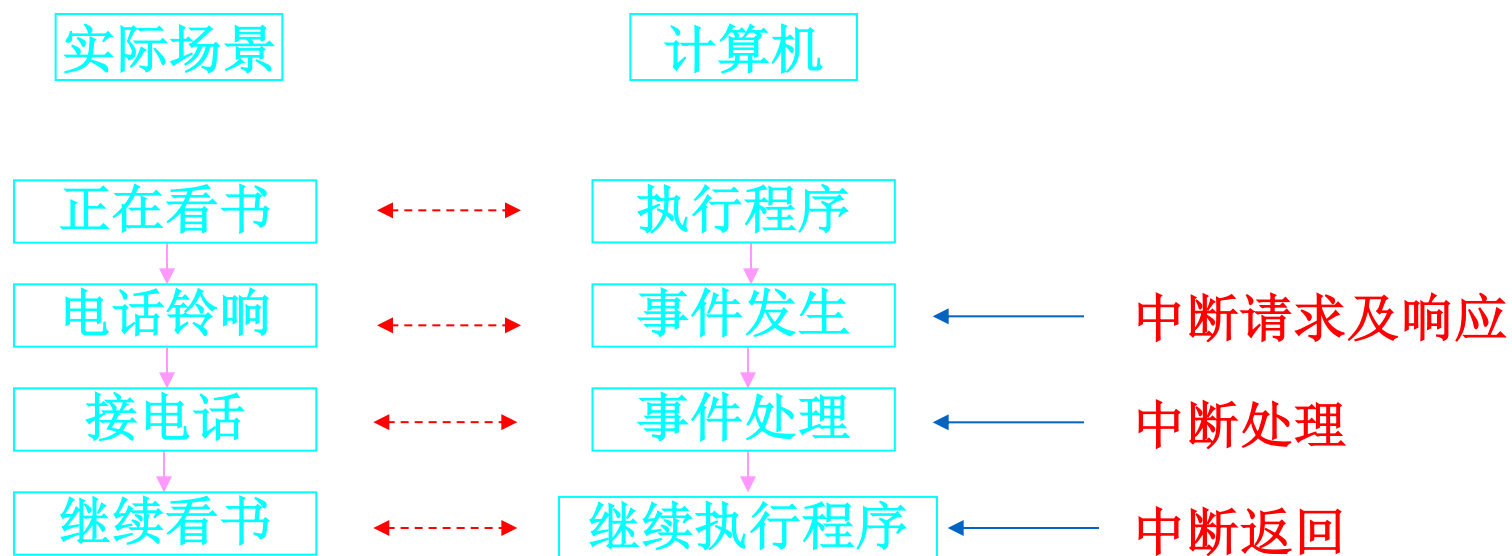 实际场景 计算机
正在看书 执行程序
电话铃响 事件发生 中断请求及响应
接电话 事件处理 中断处理
继续看书 继续执行程序 中断返回